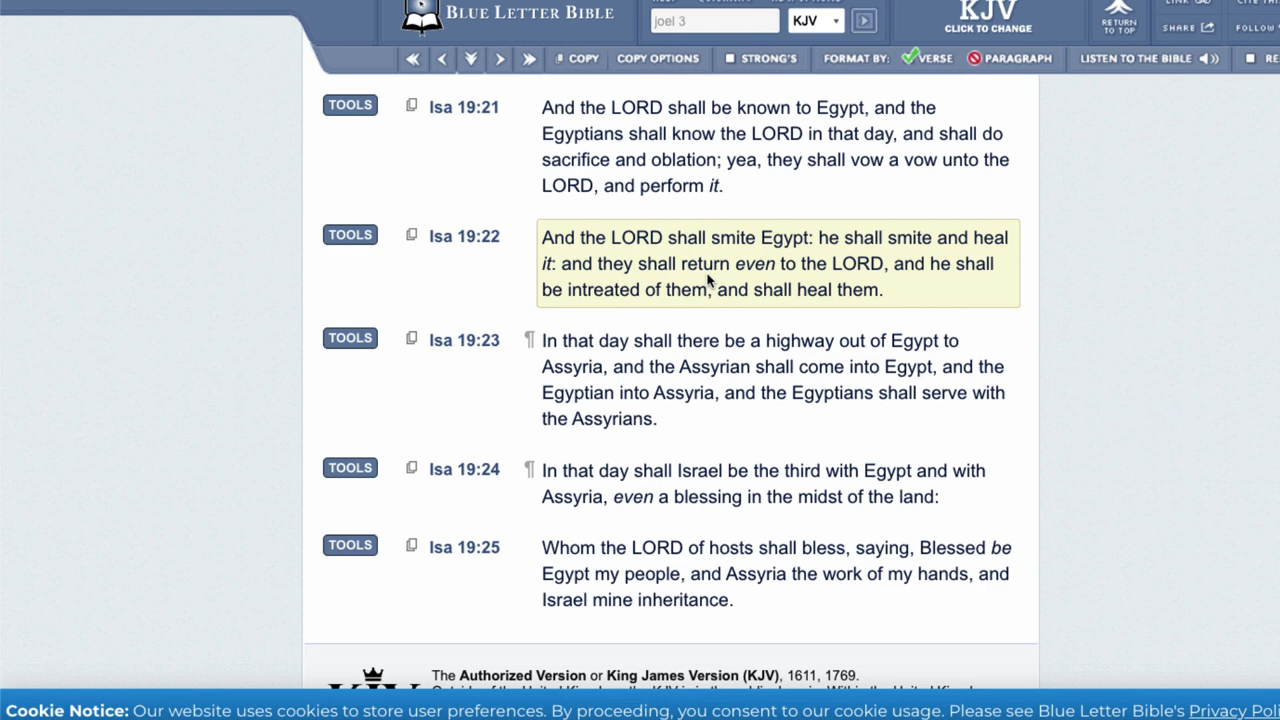 BLUE LETTER BIBLE
joel 3
KJV
KJV
CLICK TO CHANGE
RETURN
TO TOP
SHARE
FOLLOW
COPY
COPY OPTIONS
STRONG'S
FORMAT BY:
VERSE
PARAGRAPH
LISTEN TO THE BIBLE
RE
TOOLS
Isa 19:21
And the LORD shall be known to Egypt, and the
Egyptians shall know the LORD in that day, and shall do
sacrifice and oblation; yea, they shall vow a vow unto the
LORD, and perform it.
TOOLS
Isa 19:22
And the LORD shall smite Egypt: he shall smite and heal
it: and they shall return even to the LORD, and he shall
be intreated of them, and shall heal them.
TOOLS
Isa 19:23
¶ In that day shall there be a highway out of Egypt to
Assyria, and the Assyrian shall come into Egypt, and the
Egyptian into Assyria, and the Egyptians shall serve with
the Assyrians.
TOOLS
Isa 19:24
¶ In that day shall Israel be the third with Egypt and with
Assyria, even a blessing in the midst of the land:
TOOLS
Isa 19:25
Whom the LORD of hosts shall bless, saying, Blessed be
Egypt my people, and Assyria the work of my hands, and
Israel mine inheritance.
The Authorized Version or King James Version (KJV), 1611, 1769.
Cookie Notice: Our website uses cookies to store user preferences. By proceeding, you consent to our cookie usage. Please see Blue Letter Bible's Privacy Pol